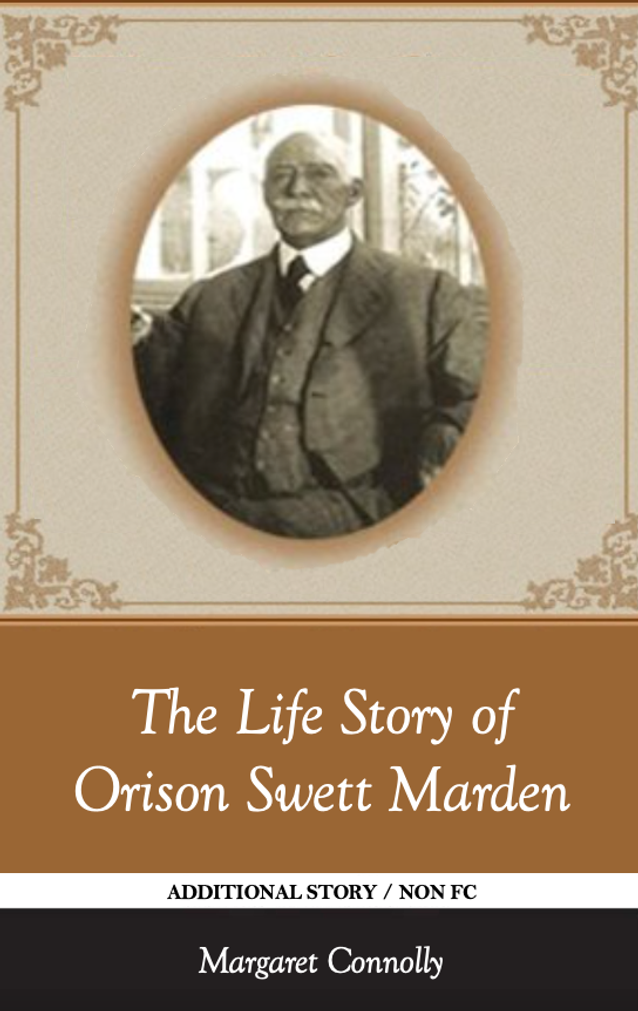 The Life Story of
Orison Swett Marden
ADDITIONAL STORY / NON FC
Margaret Connolly